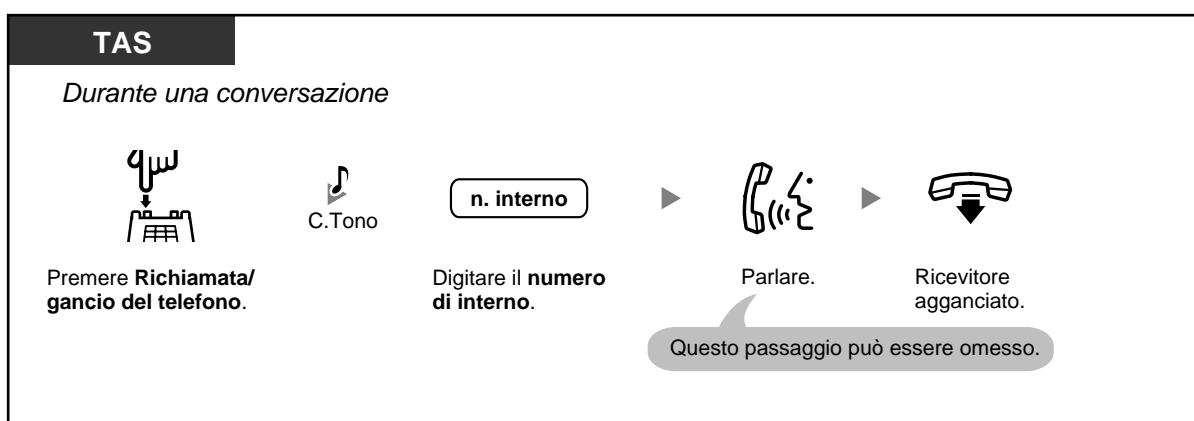 TAS
Durante una conversazione
C.Tono
n. interno
Premere Richiamata/
gancio del telefono.
Digitare il numero
di interno.
Parlare.
Ricevitore
agganciato.
Questo passaggio può essere omesso.